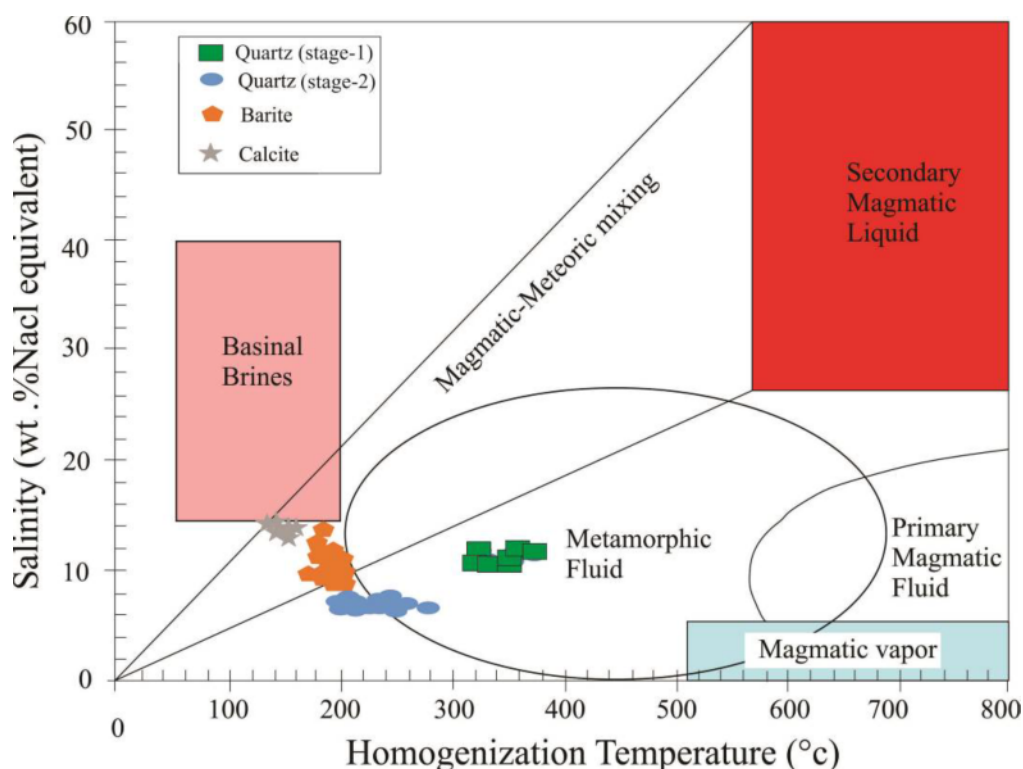 Salinity (wt .%Nacl equivalent)
60
50
40
30
20
10
0
Quartz (stage-1)
Quartz (stage-2)
Barite
Calcite
Magmatic-Meteoric mixing
Secondary
Magmatic
Liquid
Basinal
Brines
Metamorphic
Fluid
Primary
Magmatic
Fluid
Magmatic vapor
0
100
200
300
400
500
600
700
800
Homogenization Temperature (°c)